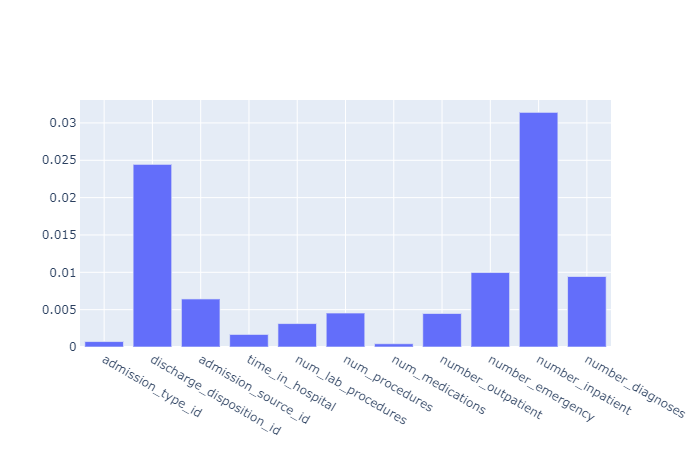 0.03
0.025
0.02
0.015
0.01
0.005
0
admission_type_id
discharge_disposition_id
admission_source_id
time_in_hospital
num_lab_procedures
num_procedures
num_medications
number_outpatient
number_emergency
number_inpatient
number_diagnoses